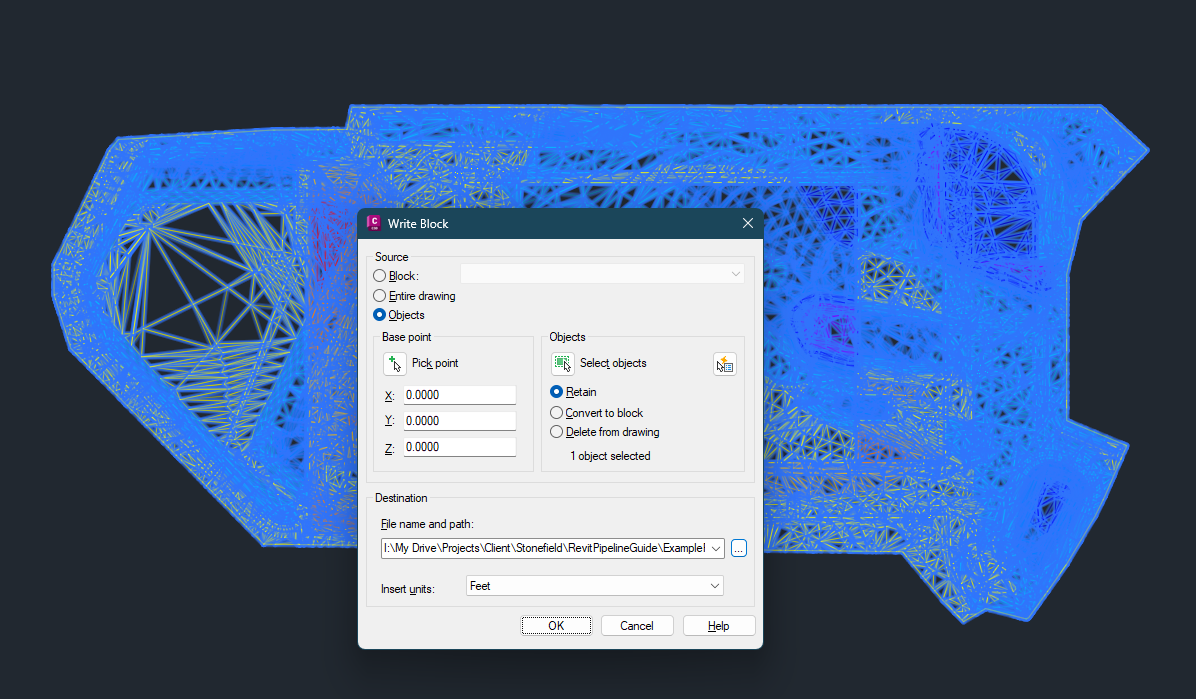 Write Block
Source
Block:
Entire drawing
Objects
Base point
Pick point
X: 0.0000
Y: 0.0000
Z: 0.0000
Objects
Select objects
Retain
Convert to block
Delete from drawing
1 object selected
Destination
File name and path:
I:\My Drive\Projects\Client\Stonefield\RevitPipelineGuide\Examplel
...
Insert units: Feet
OK Cancel Help